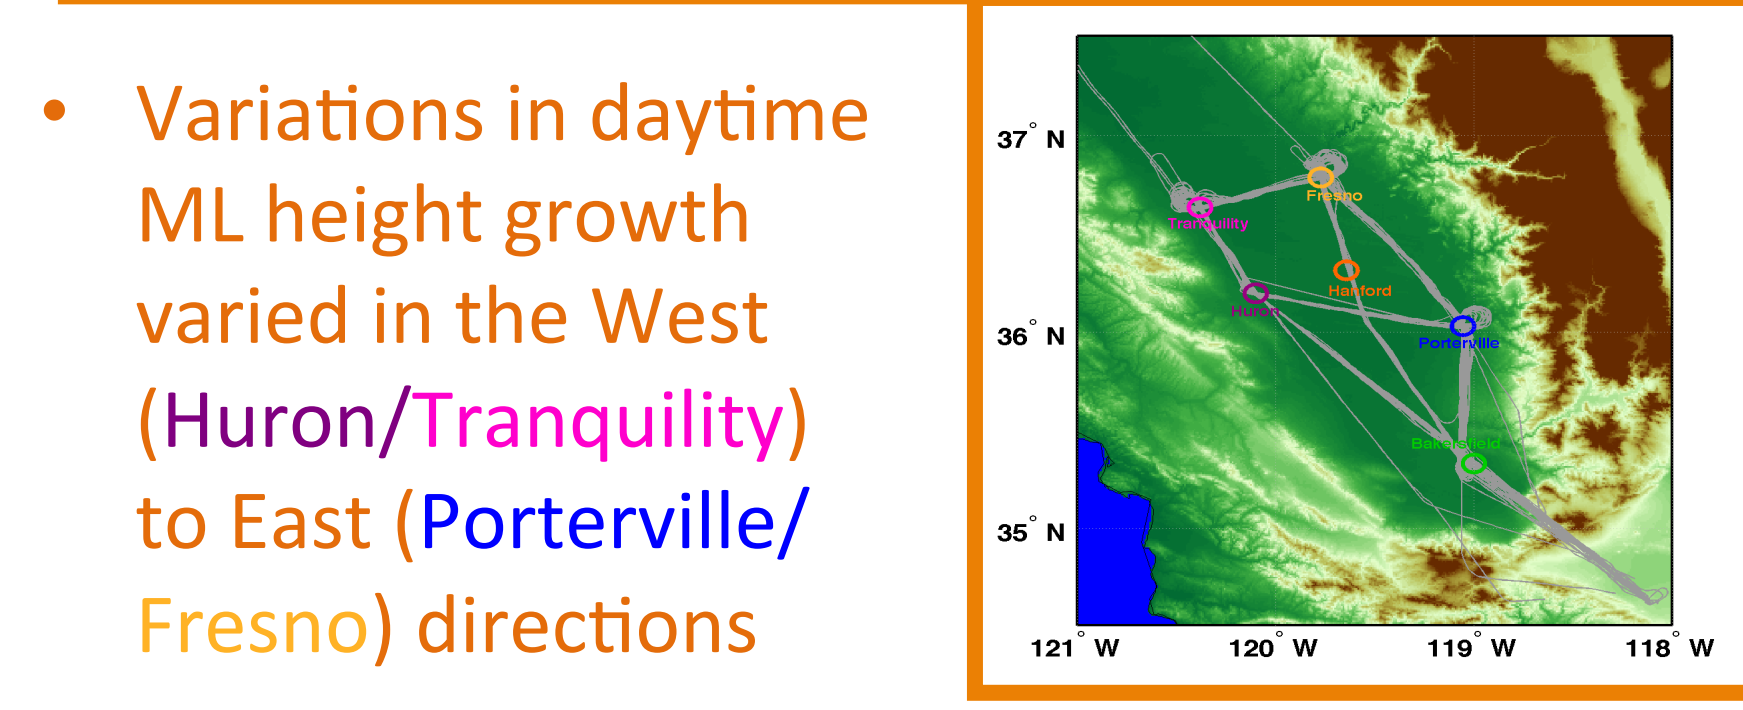 • Variations in daytime
ML height growth
varied in the West
(Huron/Tranquility)
to East (Porterville/
Fresno) directions
37° N
36° N
35° N
121° W 120° W 119° W 118° W
Fresno
Tranquility
Hanford
Huron
Porterville
Bakersfield